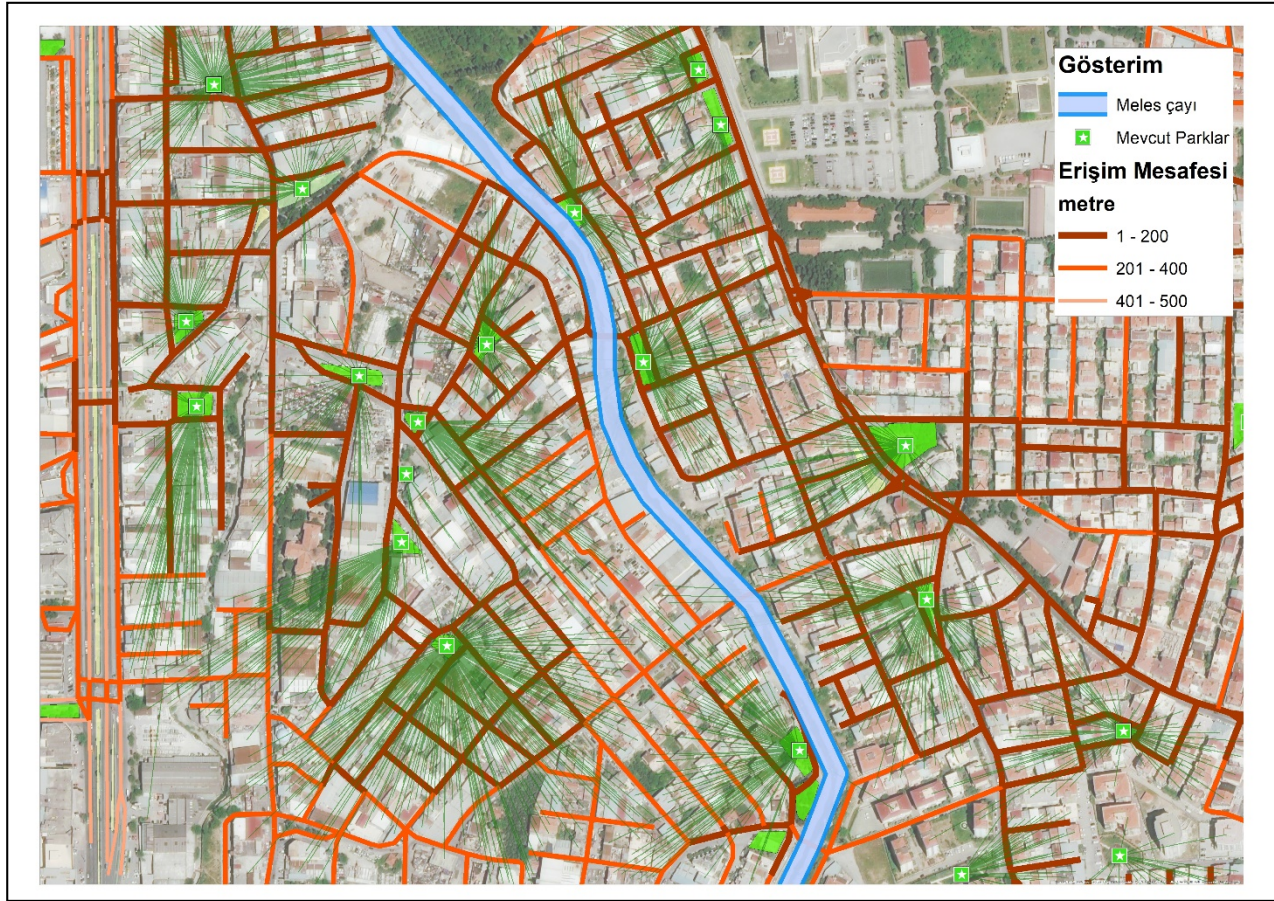 Gösterim
Meles çayı
Mevcut Parklar
Erişim Mesafesi
metre
1 - 200
201 - 400
401 - 500